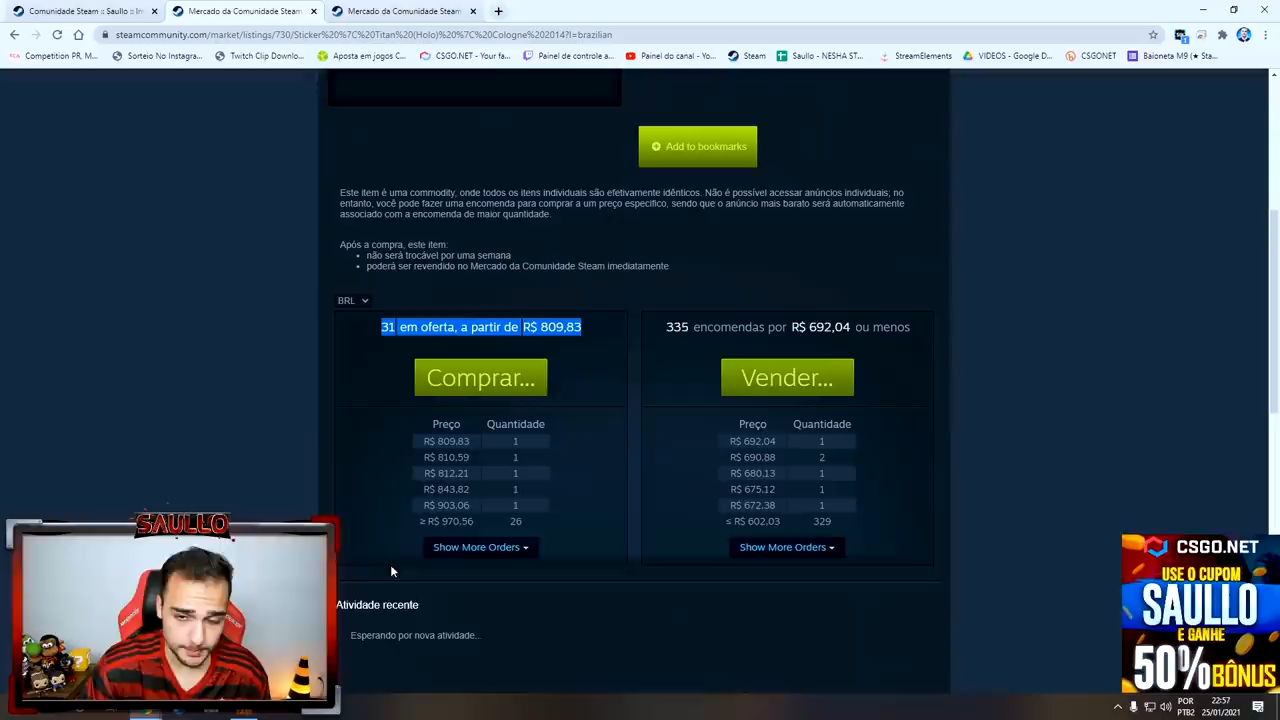 Comunidade Steam :: Saullo :: In
Mercado da Comunidade Steam
Mercado da Comunidade Steam
steamcommunity.com/market/listings/730/Sticker%20%7C%20Titan%20(Holo)%20%7C%20Cologne%202014?l=brazilian
Competition PR, M...
Sorteio No Instagra...
Twitch Clip Downlo...
Aposta em jogos C...
CSGO.NET - Your fa...
Painel de controle a...
Painel do canal - Yo...
Steam
Saullo - NESHA ST...
StreamElements
VIDEOS - Google D...
CSGONET
Baioneta M9 (★ Sta...
Add to bookmarks
Este item é uma commodity, onde todos os itens individuais são efetivamente idênticos. Não é possível acessar anúncios individuais; no
entanto, você pode fazer uma encomenda para comprar a um preço específico, sendo que o anúncio mais barato será automaticamente
associado com a encomenda de maior quantidade.
Após a compra, este item:
não será trocável por uma semana
poderá ser revendido no Mercado da Comunidade Steam imediatamente
BRL
31 em oferta, a partir de R$ 809,83
Comprar...
Preço Quantidade
R$ 809,83 1
R$ 810,59 1
R$ 812,21 1
R$ 843,82 1
R$ 903,06 1
≥ R$ 970,56 26
Show More Orders
335 encomendas por R$ 692,04 ou menos
Vender...
Preço Quantidade
R$ 692,04 1
R$ 690,88 2
R$ 680,13 1
R$ 675,12 1
R$ 672,38 1
≤ R$ 602,03 329
Show More Orders
Atividade recente
Esperando por nova atividade...
SAULLO
CSGO.NET
USE O CUPOM
SAULLO
E GANHE
50% BÔNUS
POR
PTB2
22:57
25/01/2021